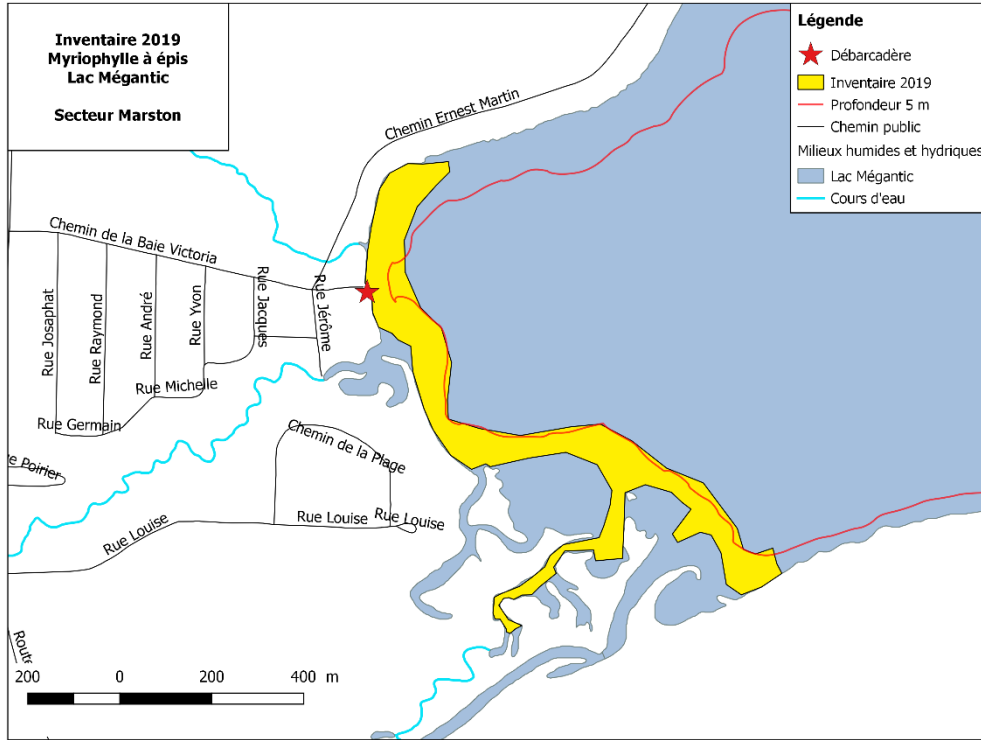 Inventaire 2019
Myriophylle à épis
Lac Mégantic
Secteur Marston
Légende
Débarcadère
Inventaire 2019
Profondeur 5 m
Chemin public
Milieux humides et hydriques
Lac Mégantic
Cours d'eau
Chemin Ernest Martin
Chemin de la Baie Victoria
Rue Josaphat
Rue Raymond
Rue André
Rue Yvon
Rue Jacques
Rue Jérôme
Rue Michelle
Rue Germain
Chemin de la Plage
e Poirier
Rue Louise
Rue Louise
Rue Louise
Route
200 0 200 400 m